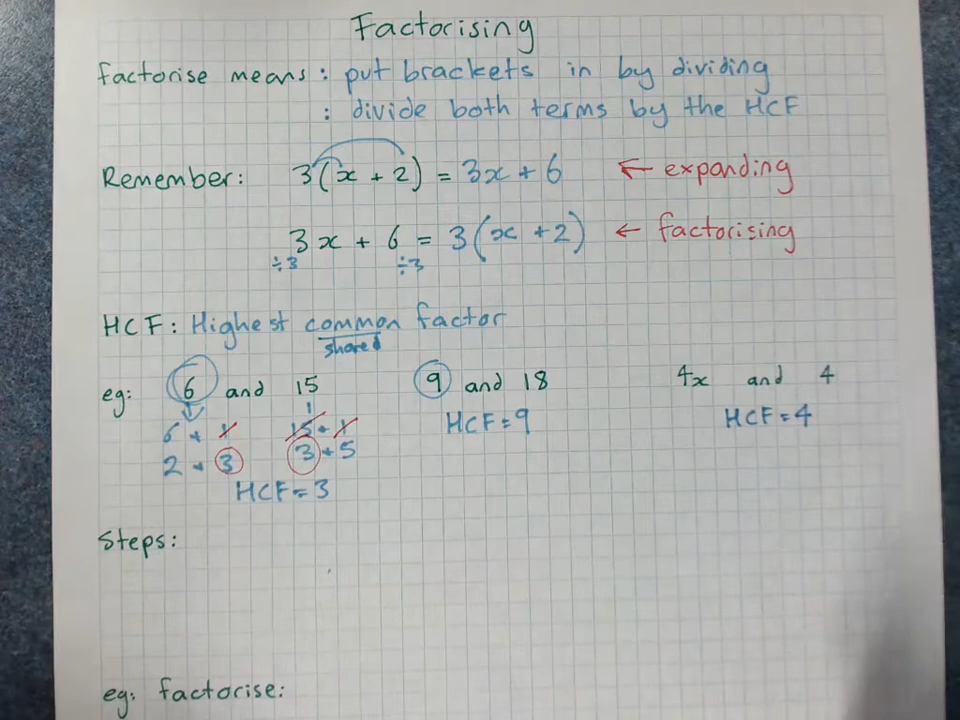 Factorising
factorise means: put brackets in by dividing
: divide both terms by the HCF
Remember: 3(x + 2) = 3x + 6 ← expanding
3x + 6 = 3(x + 2) ← factorising
÷3 ÷3
HCF: Highest common factor
shared
eg: 6 and 15 9 and 18 4x and 4
HCF=9 HCF=4
1
6 * 1 15 * 1
2 * 3 3 * 5
HCF=3
Steps:
eg: factorise: